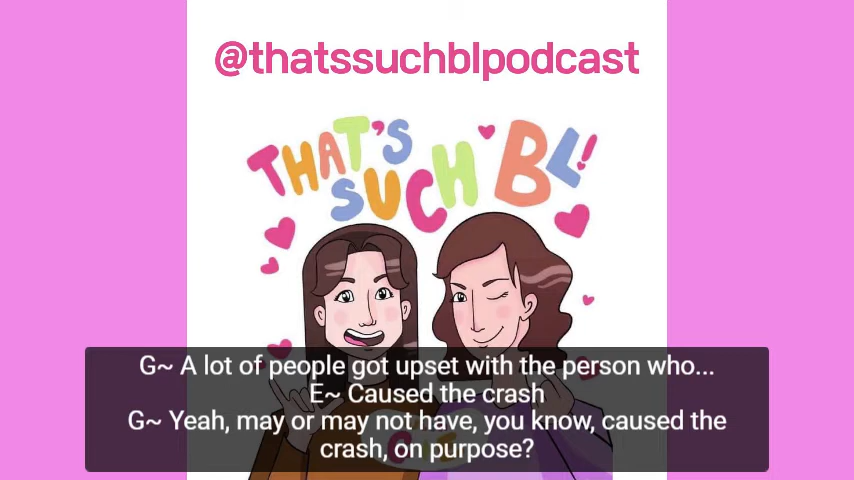 @thatssuchblpodcast
THAT'S
SUCH BL!
G~ A lot of people got upset with the person who...
E~ Caused the crash
G~ Yeah, may or may not have, you know, caused the
crash, on purpose?